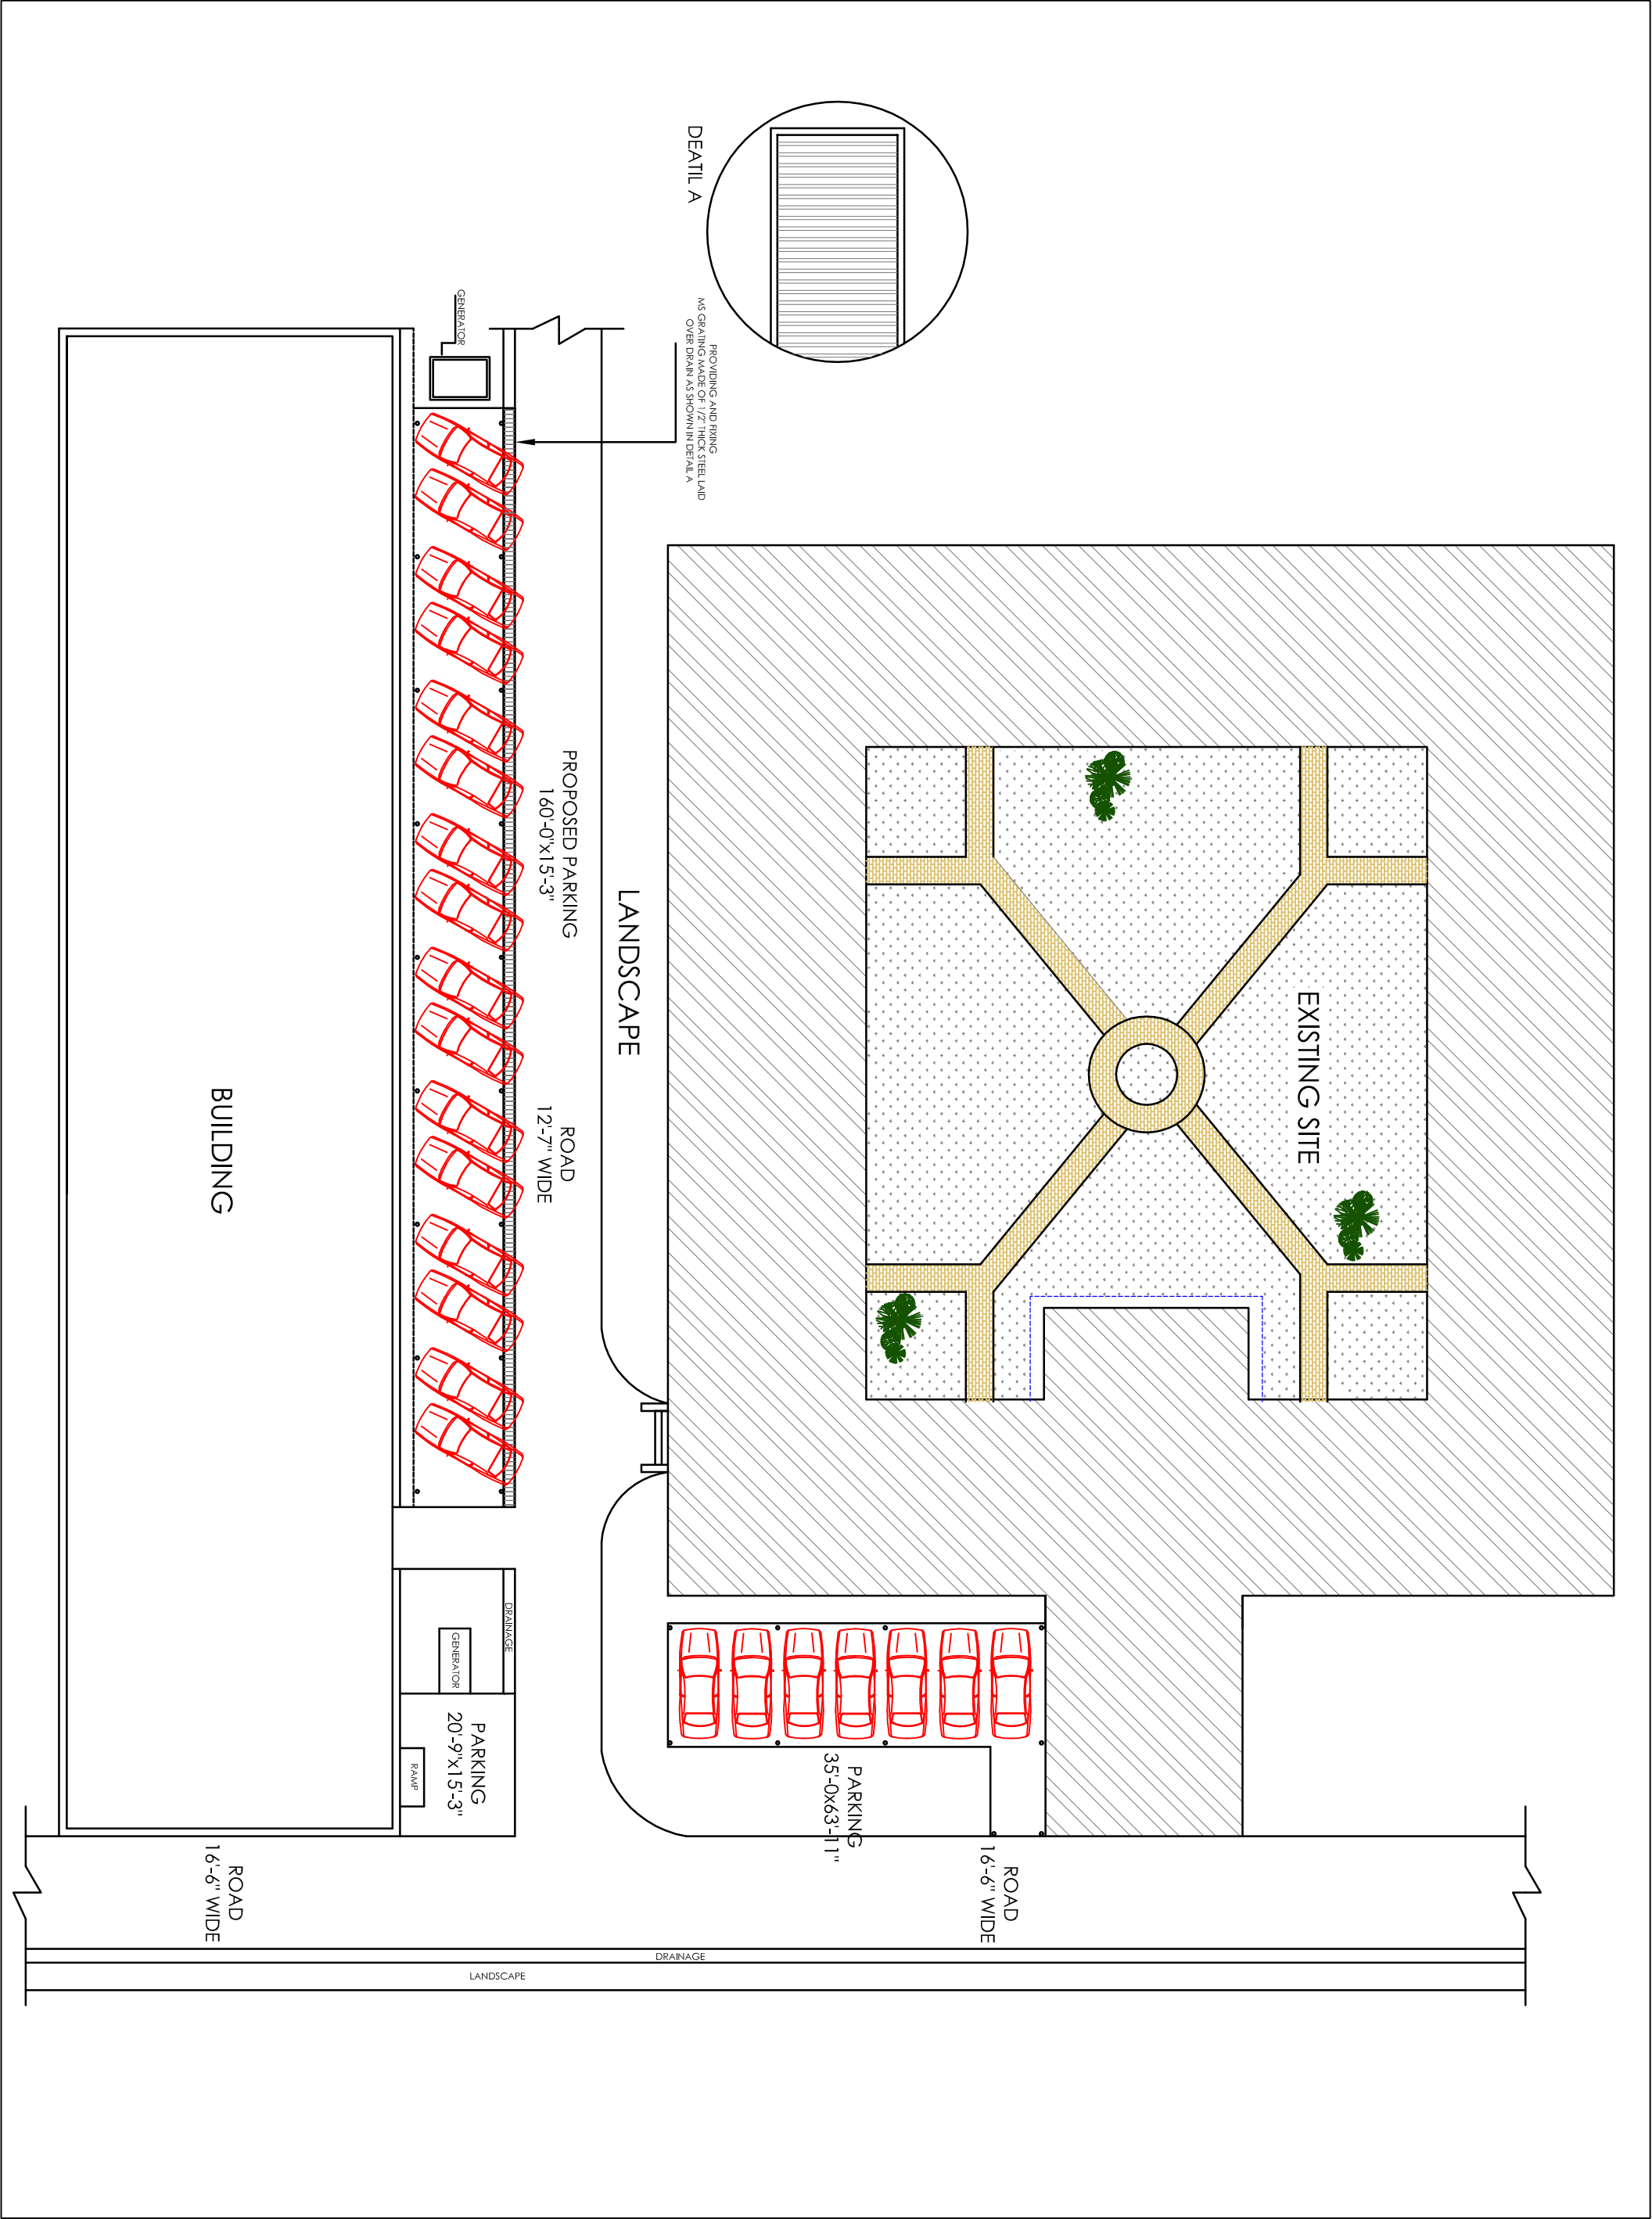 DEATIL A
PROVIDING AND FIXING
MS GRATING MADE OF 1/2" THICK STEEL LAID
OVER DRAIN AS SHOWN IN DETAIL A
GENERATOR
EXISTING SITE
LANDSCAPE
PROPOSED PARKING
160'-0"x15'-3"
ROAD
12'-7" WIDE
BUILDING
DRAINAGE
GENERATOR
PARKING
20'-9"x15'-3"
RAMP
PARKING
35'-0x63'-11"
ROAD
16'-6" WIDE
ROAD
16'-6" WIDE
DRAINAGE
LANDSCAPE